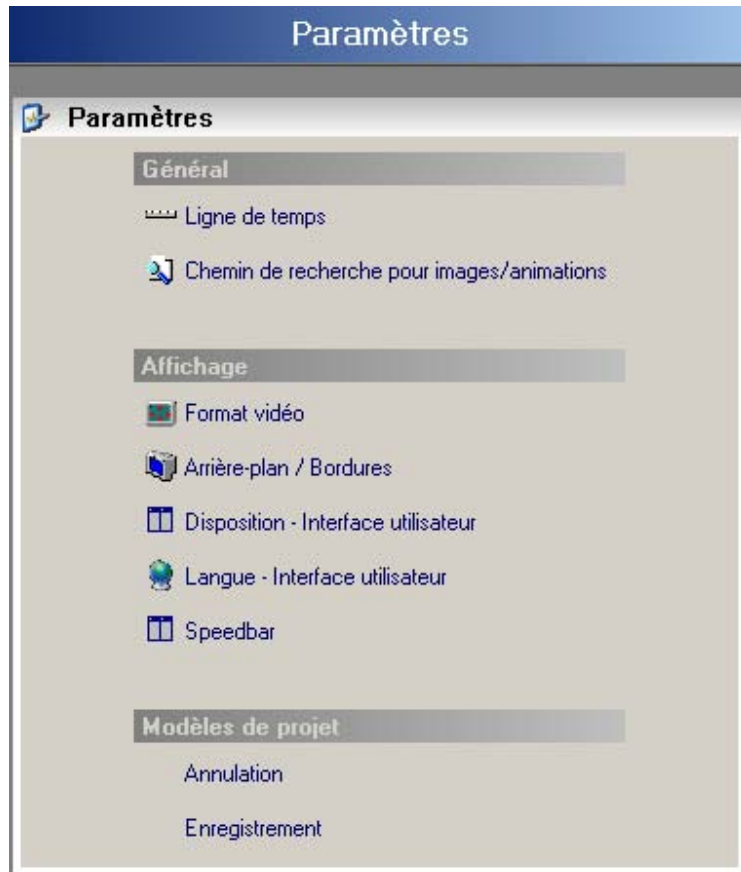 Paramètres
Paramètres
Général
Ligne de temps
Chemin de recherche pour images/animations
Affichage
Format vidéo
Arrière-plan / Bordures
Disposition - Interface utilisateur
Langue - Interface utilisateur
Speedbar
Modèles de projet
Annulation
Enregistrement